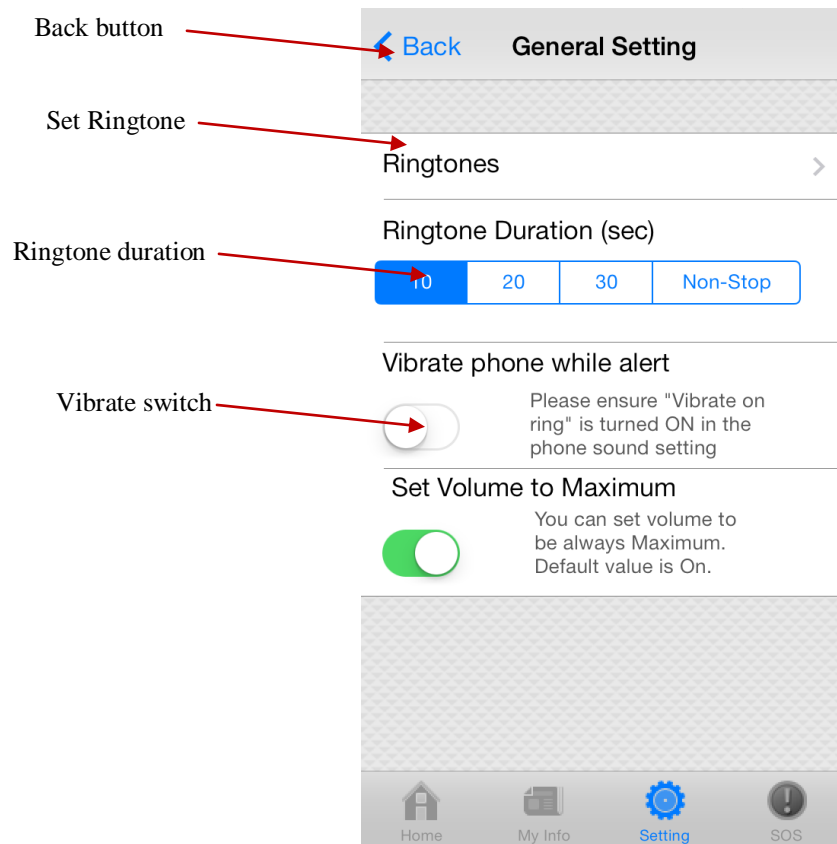 Back button
Back
General Setting
Set Ringtone
Ringtones
Ringtone Duration (sec)
Ringtone duration
10
20
30
Non-Stop
Vibrate phone while alert
Vibrate switch
Please ensure "Vibrate on
ring" is turned ON in the
phone sound setting
Set Volume to Maximum
You can set volume to
be always Maximum.
Default value is On.
Home
My Info
Setting
SOS